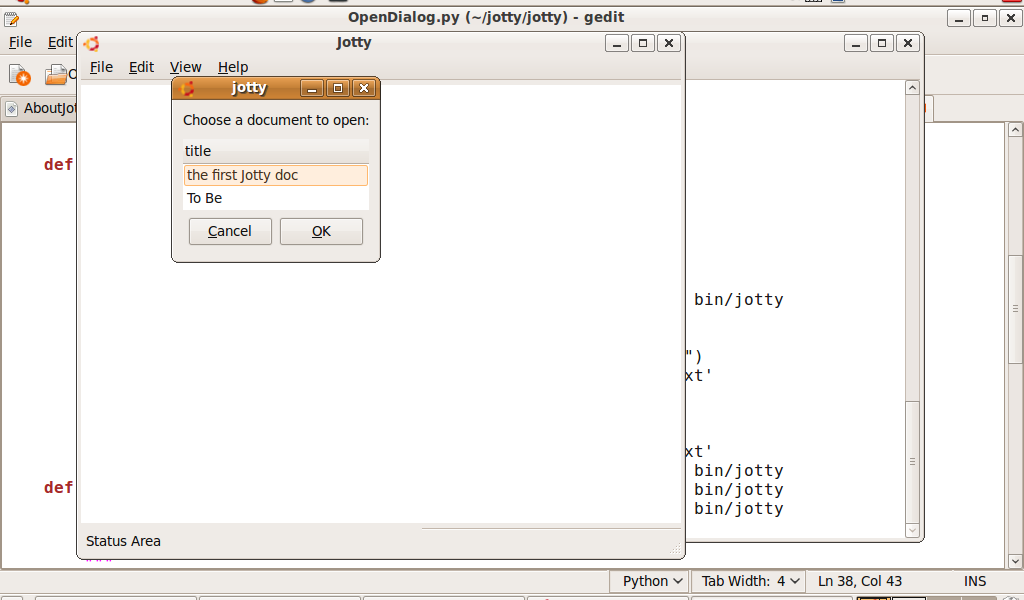 OpenDialog.py (~/jotty/jotty) - gedit
File Edit
Jotty
File Edit View Help
jotty
AboutJot
Choose a document to open:
title
def
the first Jotty doc
To Be
Cancel OK
bin/jotty
")
xt'
xt'
bin/jotty
def
bin/jotty
bin/jotty
Status Area
Python Tab Width: 4 Ln 38, Col 43 INS